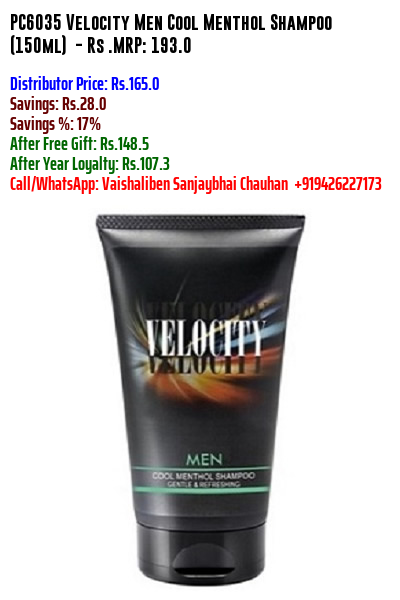 PC6035 Velocity Men Cool Menthol Shampoo
(150ml) - Rs .MRP: 193.0
Distributor Price: Rs.165.0
Savings: Rs.28.0
Savings %: 17%
After Free Gift: Rs.148.5
After Year Loyalty: Rs.107.3
Call/WhatsApp: Vaishaliben Sanjaybhai Chauhan +919426227173
VELOCITY
MEN
COOL MENTHOL SHAMPOO
GENTLE & REFRESHING